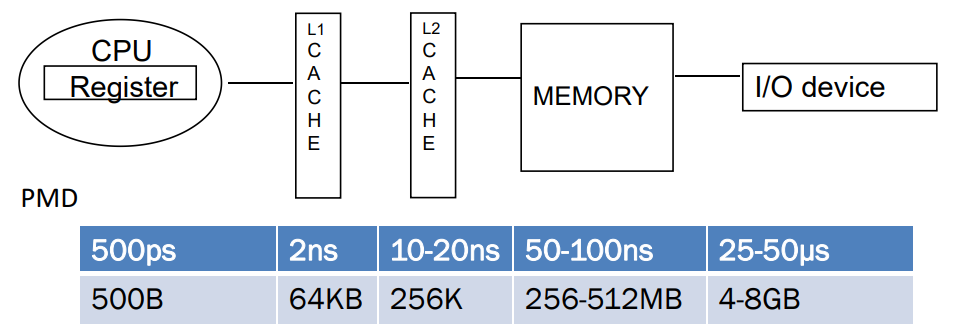 CPU
Register
L1
C
A
C
H
E
L2
C
A
C
H
E
MEMORY
I/O device
PMD
500ps 2ns 10-20ns 50-100ns 25-50μs
500B 64KB 256K 256-512MB 4-8GB